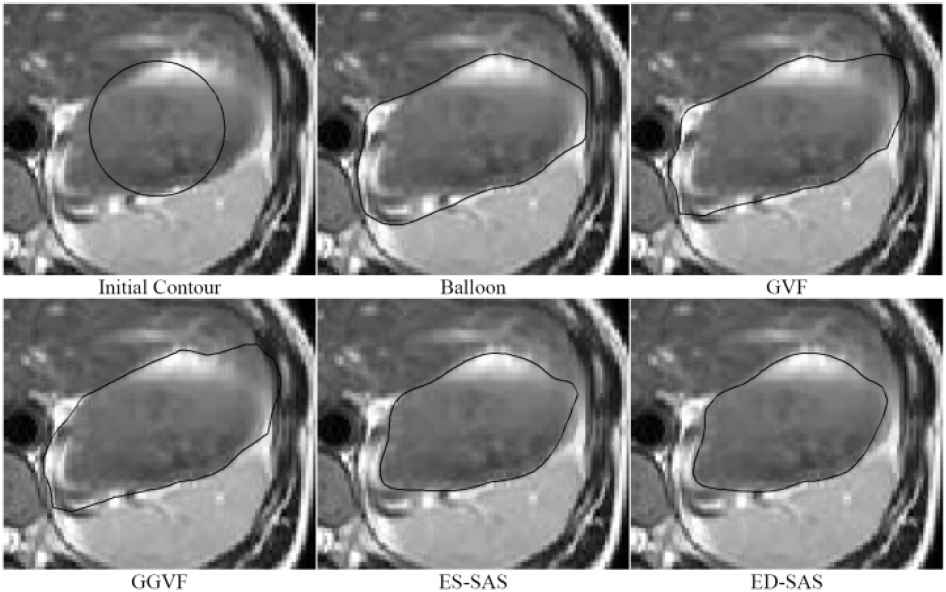 Initial Contour
Balloon
GVF
GGVF
ES-SAS
ED-SAS